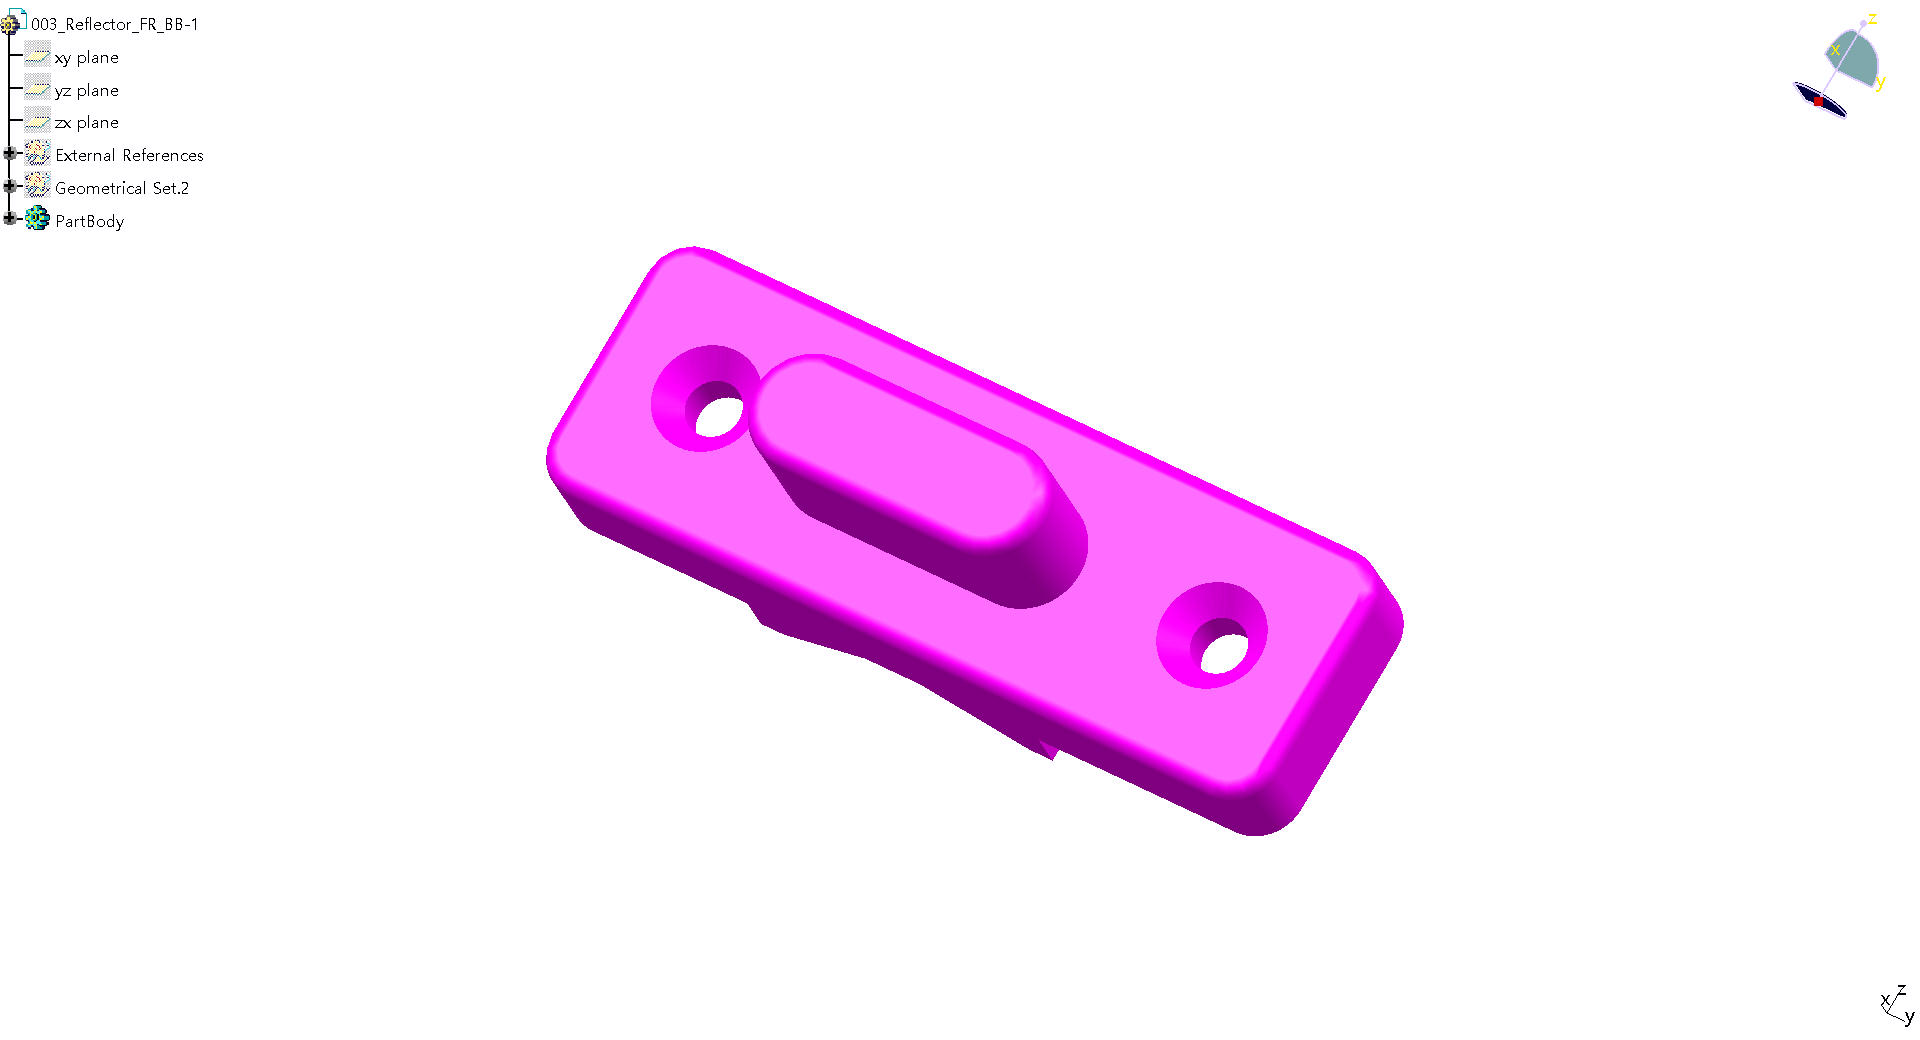 003_Reflector_FR_BB-1
xy plane
yz plane
zx plane
External References
Geometrical Set.2
PartBody
z
x
y
z
x
y